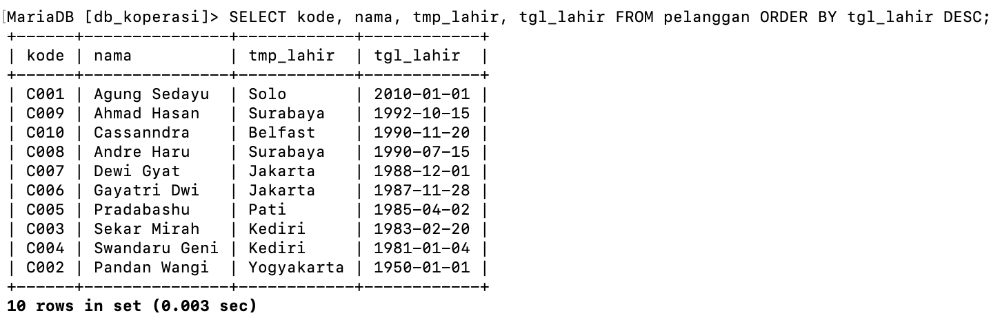 MariaDB [db_koperasi]> SELECT kode, nama, tmp_lahir, tgl_lahir FROM pelanggan ORDER BY tgl_lahir DESC;
+------+---------------+------------+------------+
| kode | nama          | tmp_lahir  | tgl_lahir  |
+------+---------------+------------+------------+
| C001 | Agung Sedayu  | Solo       | 2010-01-01 |
| C009 | Ahmad Hasan   | Surabaya   | 1992-10-15 |
| C010 | Cassanndra    | Belfast    | 1990-11-20 |
| C008 | Andre Haru    | Surabaya   | 1990-07-15 |
| C007 | Dewi Gyat     | Jakarta    | 1988-12-01 |
| C006 | Gayatri Dwi   | Jakarta    | 1987-11-28 |
| C005 | Pradabashu    | Pati       | 1985-04-02 |
| C003 | Sekar Mirah   | Kediri     | 1983-02-20 |
| C004 | Swandaru Geni | Kediri     | 1981-01-04 |
| C002 | Pandan Wangi  | Yogyakarta | 1950-01-01 |
+------+---------------+------------+------------+
10 rows in set (0.003 sec)